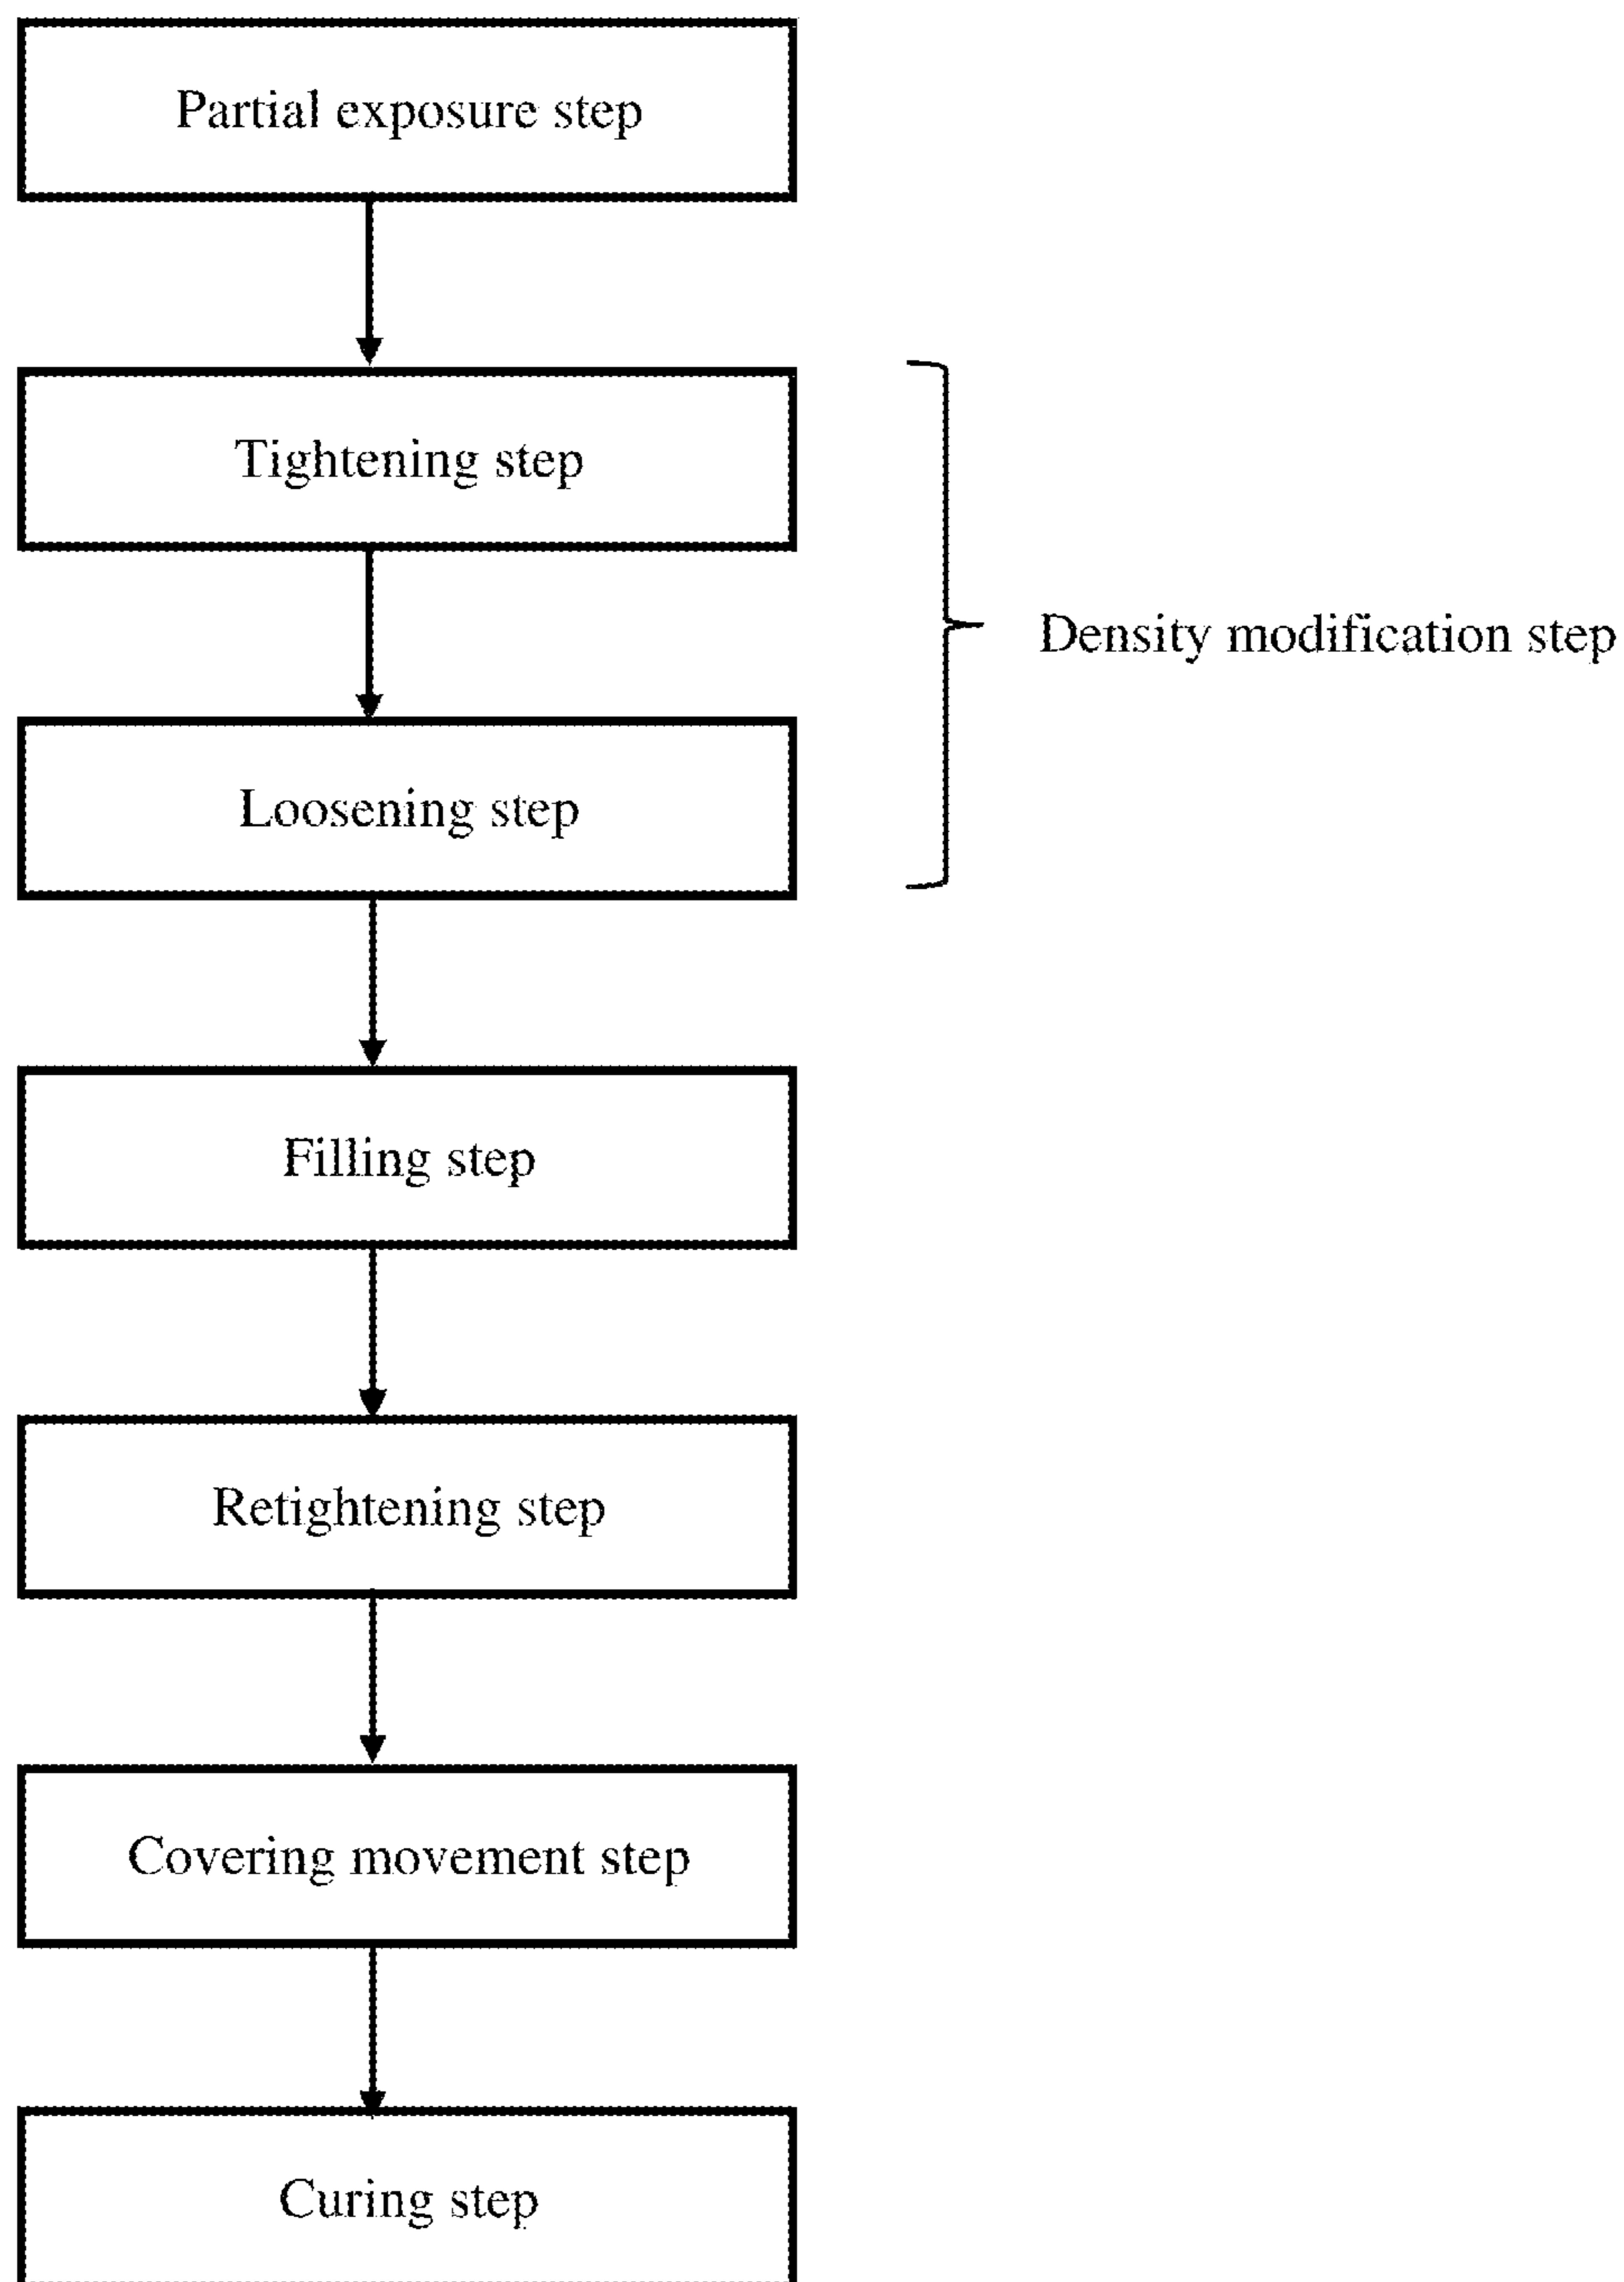 Partial exposure step
Tightening step
Density modification step
Loosening step
Filling step
Retightening step
Covering movement step
Curing step